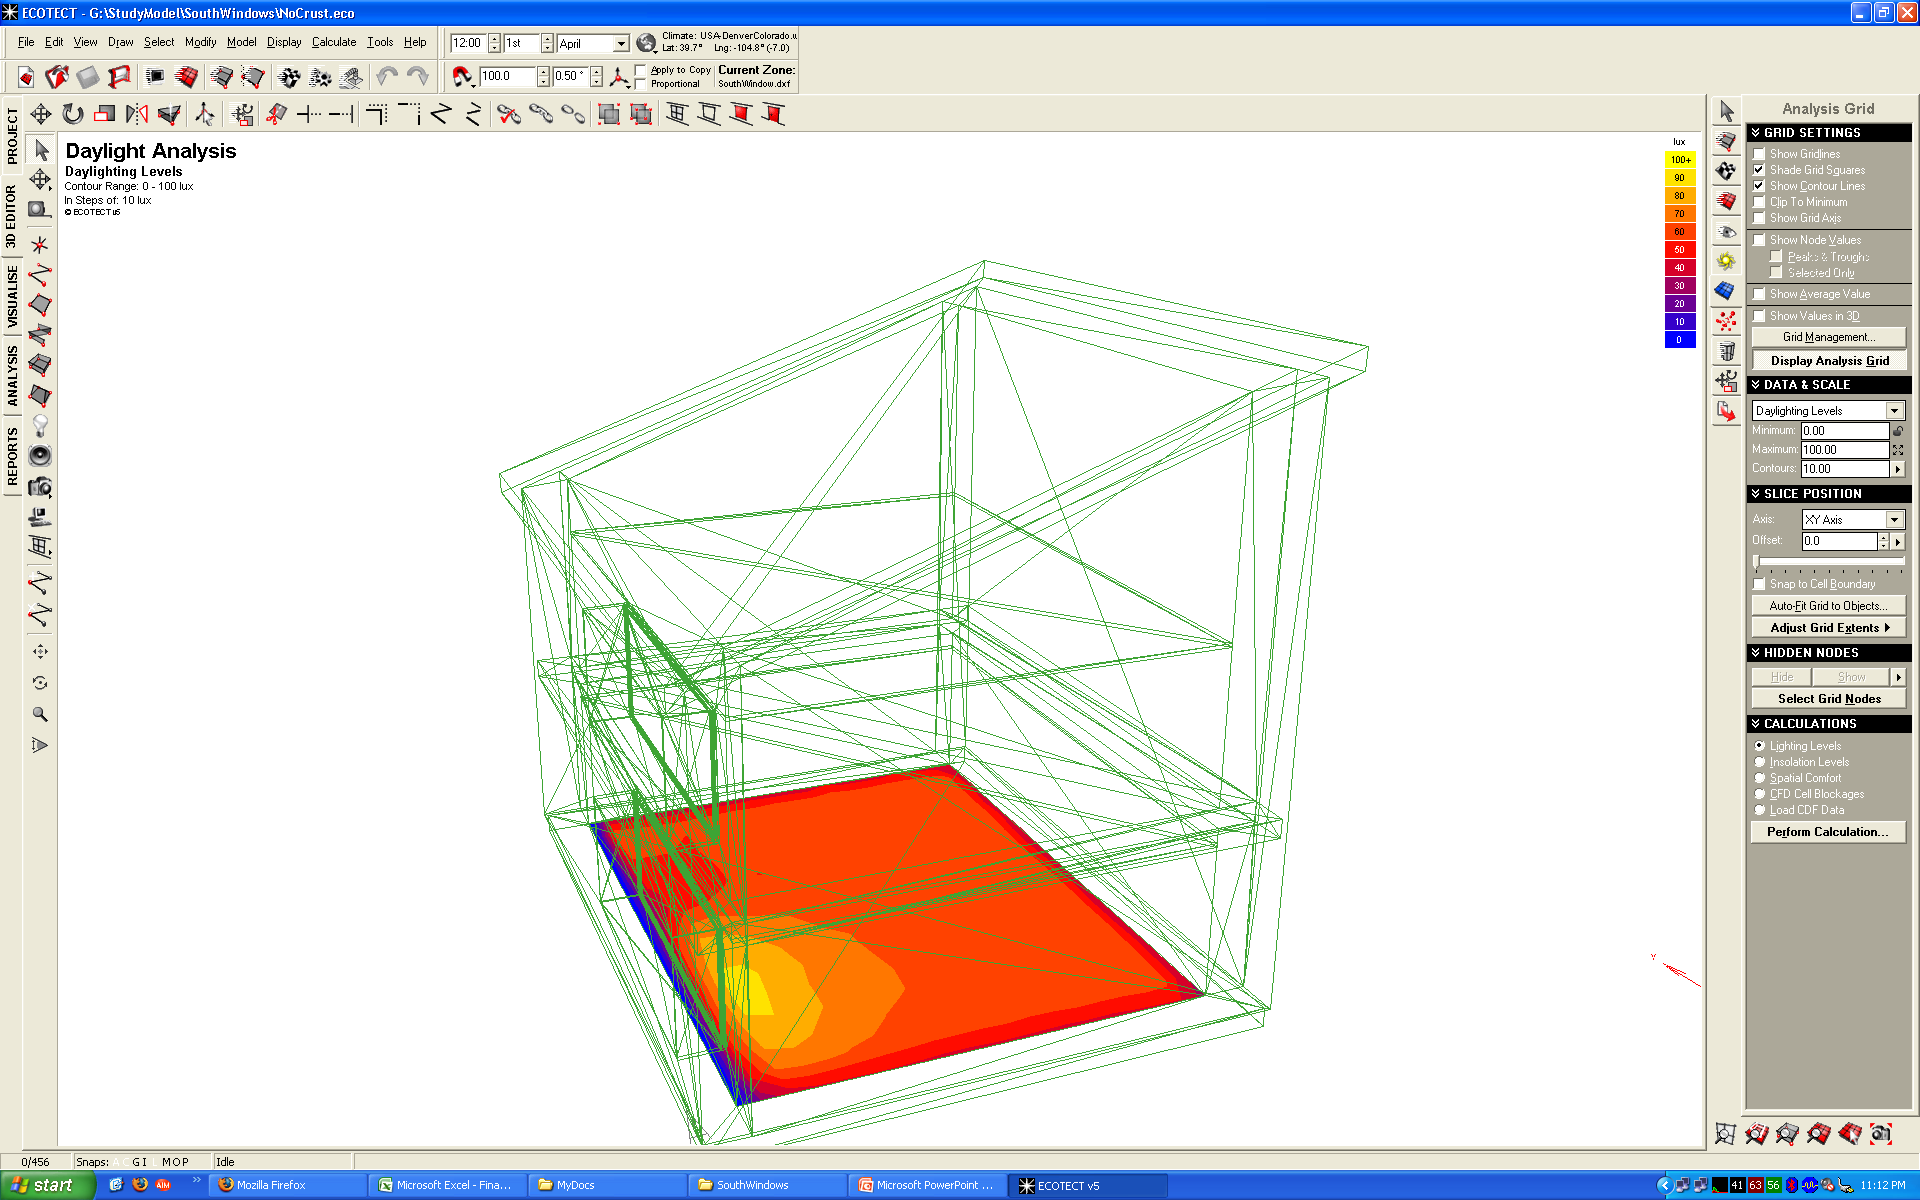 ECOTECT - G:\StudyModel\SouthWindows\NoCrust.eco
File Edit View Draw Select Modify Model Display Calculate Tools Help
12:00 1st April
Climate: USA-DenverColorado.w
Lat: 39.7° Lng: -104.8° (-7.0)
100.0 0.50 °
Apply to Copy
Proportional
Current Zone:
SouthWindow.dxf
PROJECT
3D EDITOR
VISUALISE
ANALYSIS
REPORTS
Daylight Analysis
Daylighting Levels
Contour Range: 0 - 100 lux
In Steps of: 10 lux
© ECOTECT v5
lux
100+
90
80
70
60
50
40
30
20
10
0
Y
Analysis Grid
GRID SETTINGS
Show Gridlines
Shade Grid Squares
Show Contour Lines
Clip To Minimum
Show Grid Axis
Show Node Values
Peaks & Troughs
Selected Only
Show Average Value
Show Values in 3D
Grid Management...
Display Analysis Grid
DATA & SCALE
Daylighting Levels
Minimum: 0.00
Maximum: 100.00
Contours: 10.00
SLICE POSITION
Axis: XY Axis
Offset: 0.0
Snap to Cell Boundary
Auto-Fit Grid to Objects...
Adjust Grid Extents
HIDDEN NODES
Hide Show
Select Grid Nodes
CALCULATIONS
Lighting Levels
Insolation Levels
Spatial Comfort
CFD Cell Blockages
Load CDF Data
Perform Calculation...
0/456 Snaps: A C G I L M O P Idle
start AIM Mozilla Firefox Microsoft Excel - Fina... MyDocs SouthWindows Microsoft PowerPoint ... ECOTECT v5 41 63 56 11:12 PM